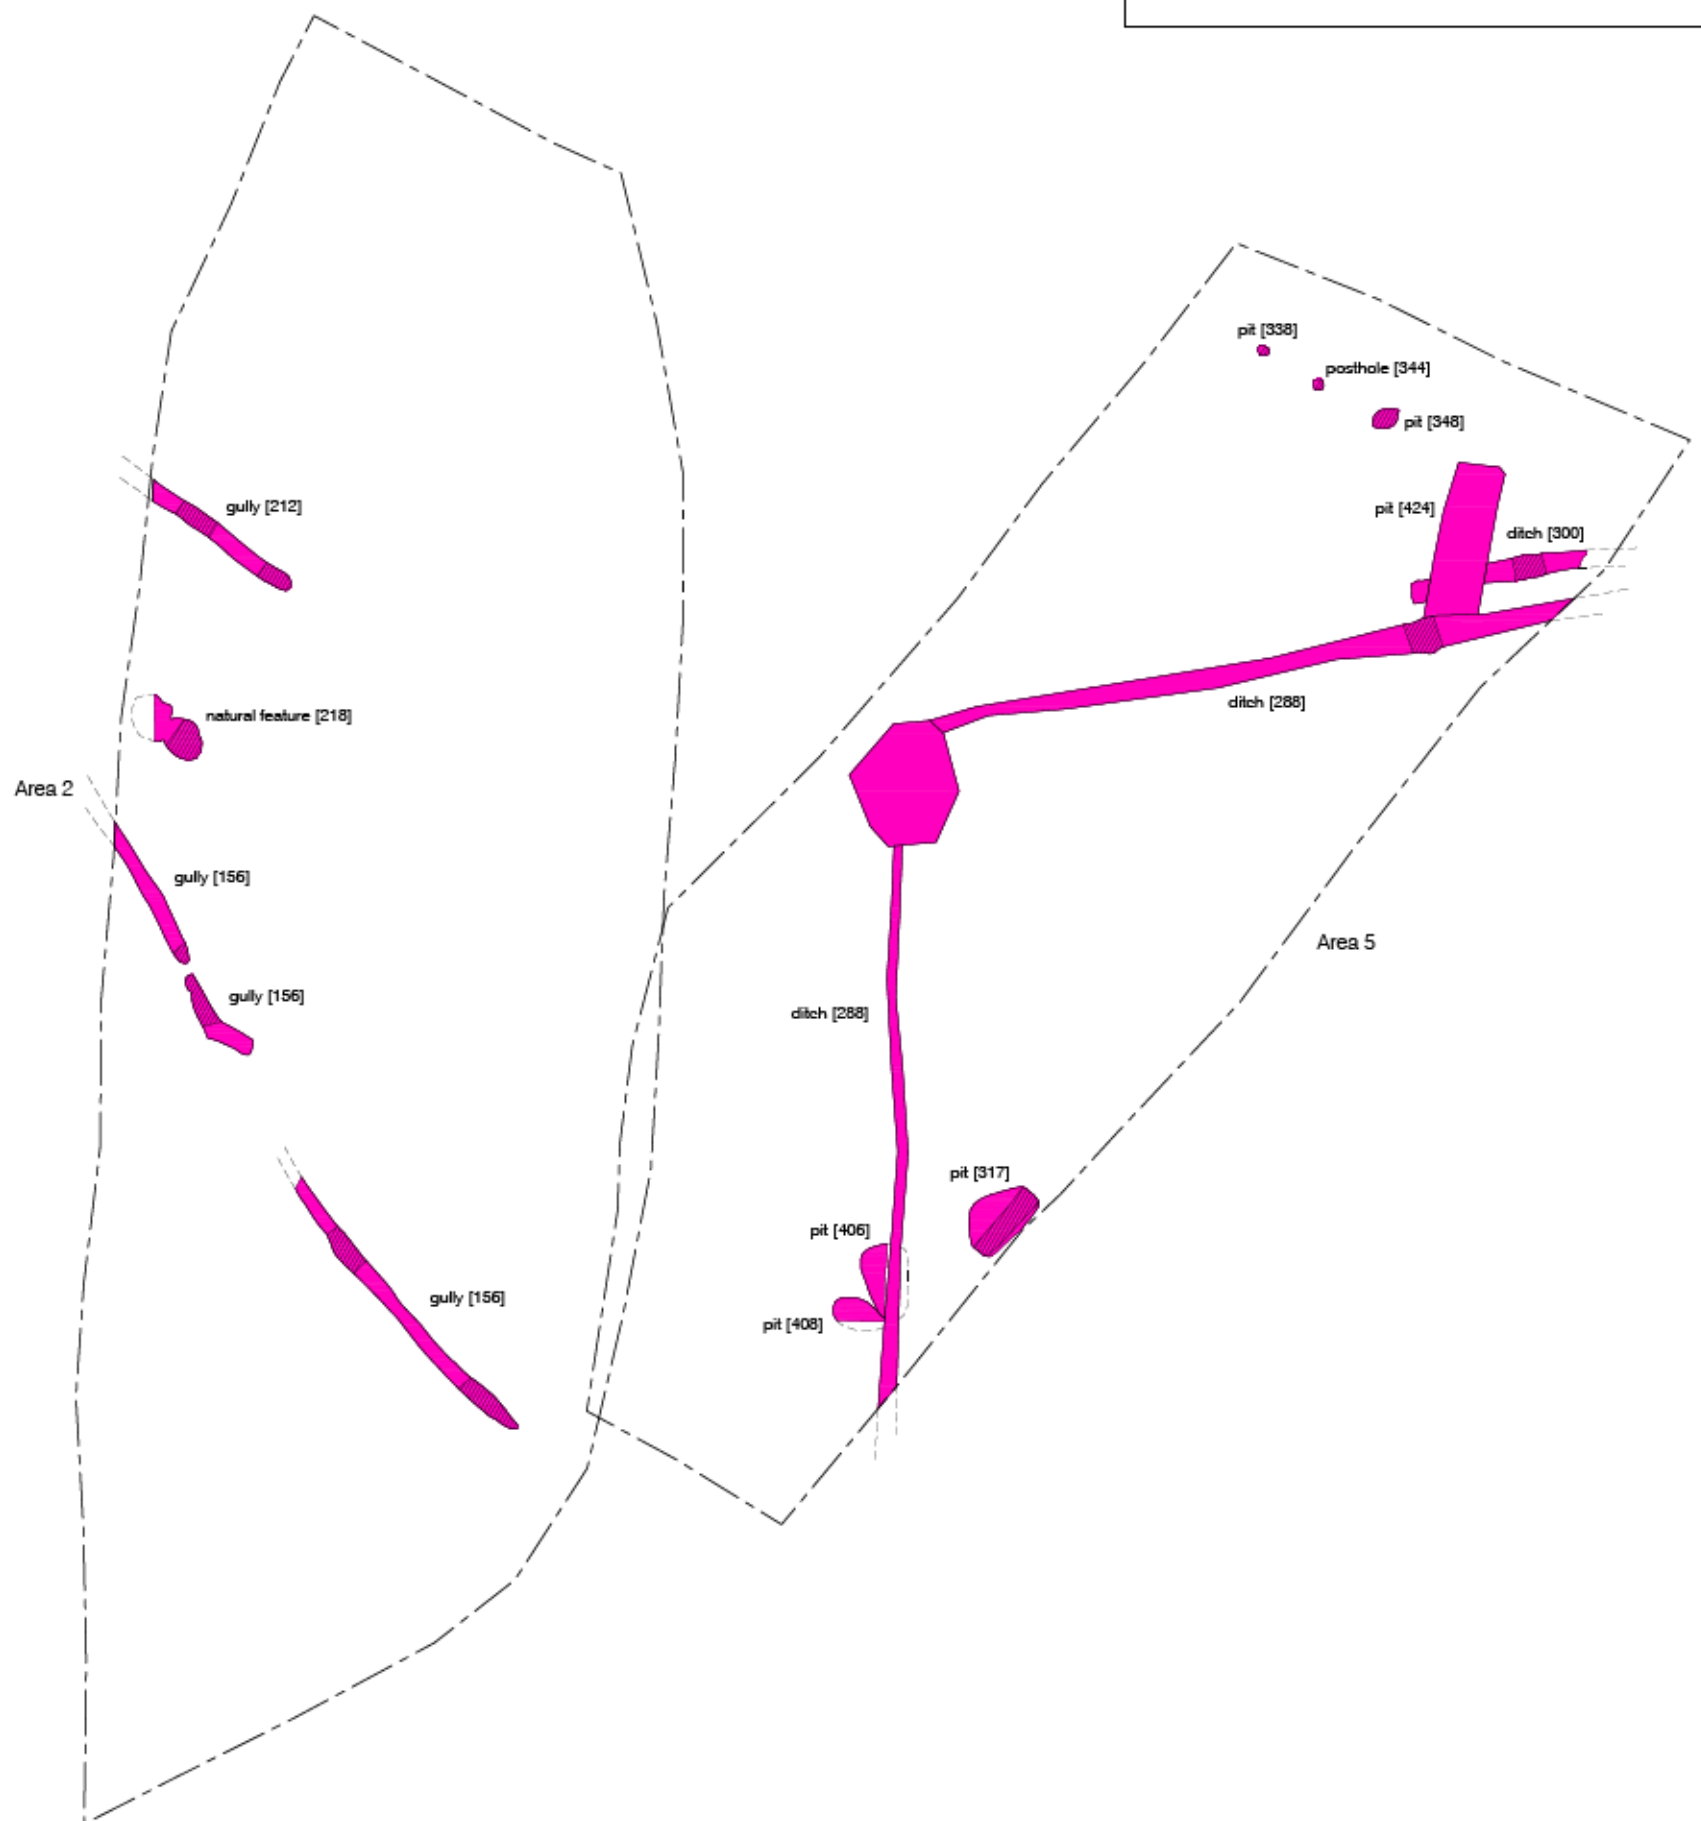 pit [338]
posthole [344]
pit [348]
gully [212]
pit [424]
ditch [300]
natural feature [218]
ditch [288]
Area 2
gully [156]
Area 5
gully [156]
ditch [288]
pit [317]
pit [406]
gully [156]
pit [408]